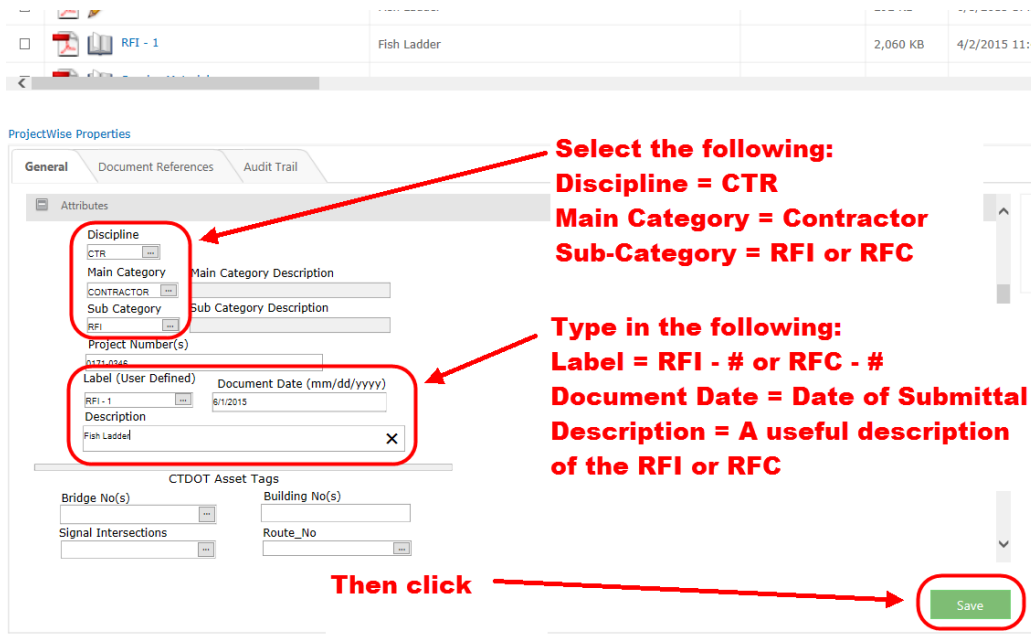 RFI - 1 Fish Ladder 2,060 KB 4/2/2015 11:
ProjectWise Properties
General Document References Audit Trail
Attributes
Discipline
CTR ...
Main Category Main Category Description
CONTRACTOR ...
Sub Category Sub Category Description
RFI ...
Project Number(s)
0171-0346
Label (User Defined) Document Date (mm/dd/yyyy)
RFI - 1 ... 6/1/2015
Description
Fish Ladder
CTDOT Asset Tags
Bridge No(s) Building No(s)
...
Signal Intersections Route_No
... ...
Select the following:
Discipline = CTR
Main Category = Contractor
Sub-Category = RFI or RFC
Type in the following:
Label = RFI - # or RFC - #
Document Date = Date of Submittal
Description = A useful description
of the RFI or RFC
Then click
Save